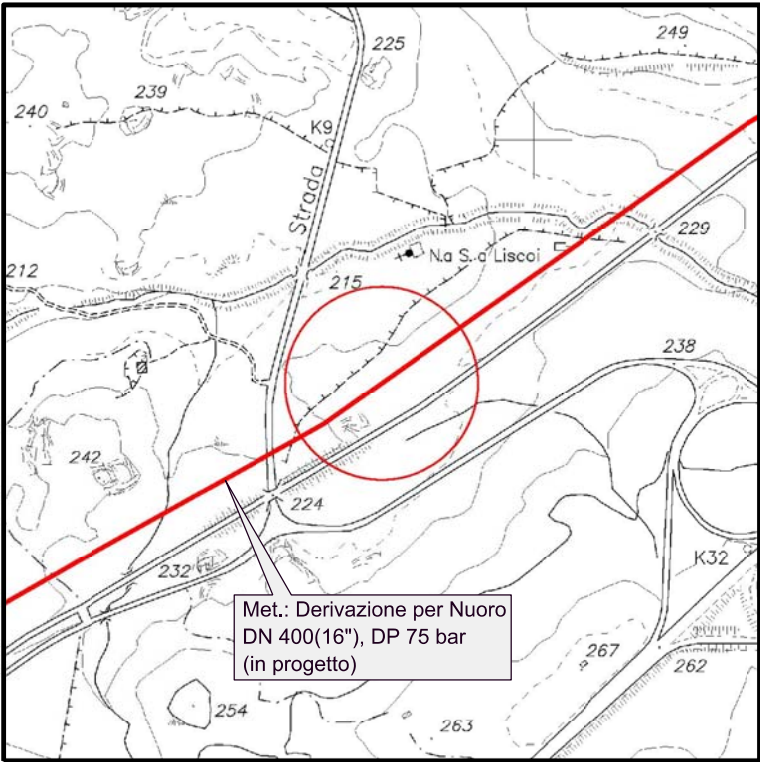 249
225
239
240
K9
Strada
229
N.a S.a Liscoi
212
215
238
242
224
K32
232
Met.: Derivazione per Nuoro
DN 400(16"), DP 75 bar
(in progetto)
267
262
254
263